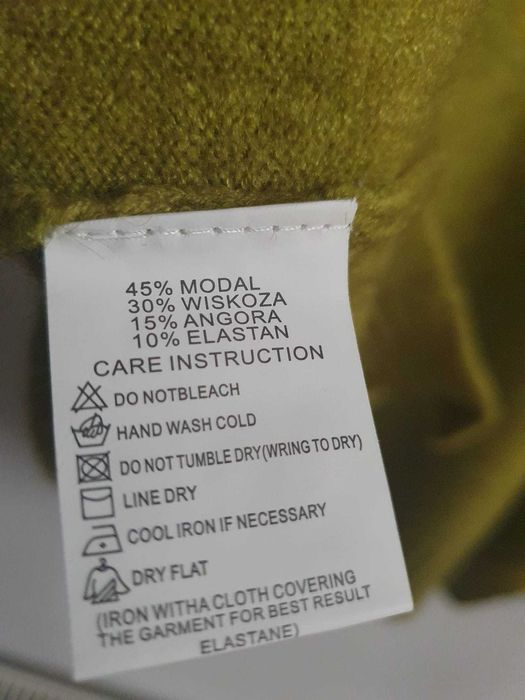 45% MODAL
30% WISKOZA
15% ANGORA
10% ELASTAN
CARE INSTRUCTION
DO NOTBLEACH
HAND WASH COLD
DO NOT TUMBLE DRY(WRING TO DRY)
LINE DRY
COOL IRON IF NECESSARY
DRY FLAT
(IRON WITHA CLOTH COVERING
THE GARMENT FOR BEST RESULT
ELASTANE)